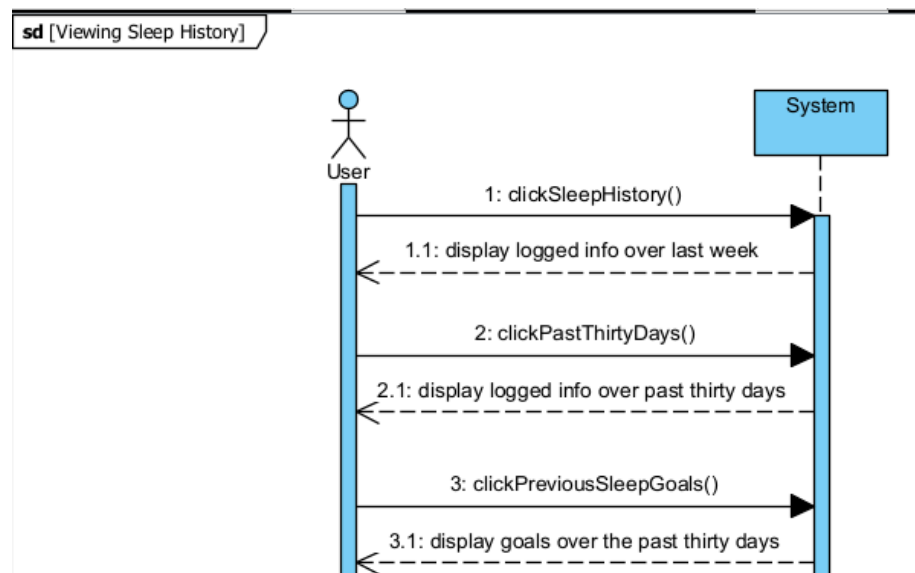 sd [Viewing Sleep History]
System
User
1: clickSleepHistory()
1.1: display logged info over last week
2: clickPastThirtyDays()
2.1: display logged info over past thirty days
3: clickPreviousSleepGoals()
3.1: display goals over the past thirty days